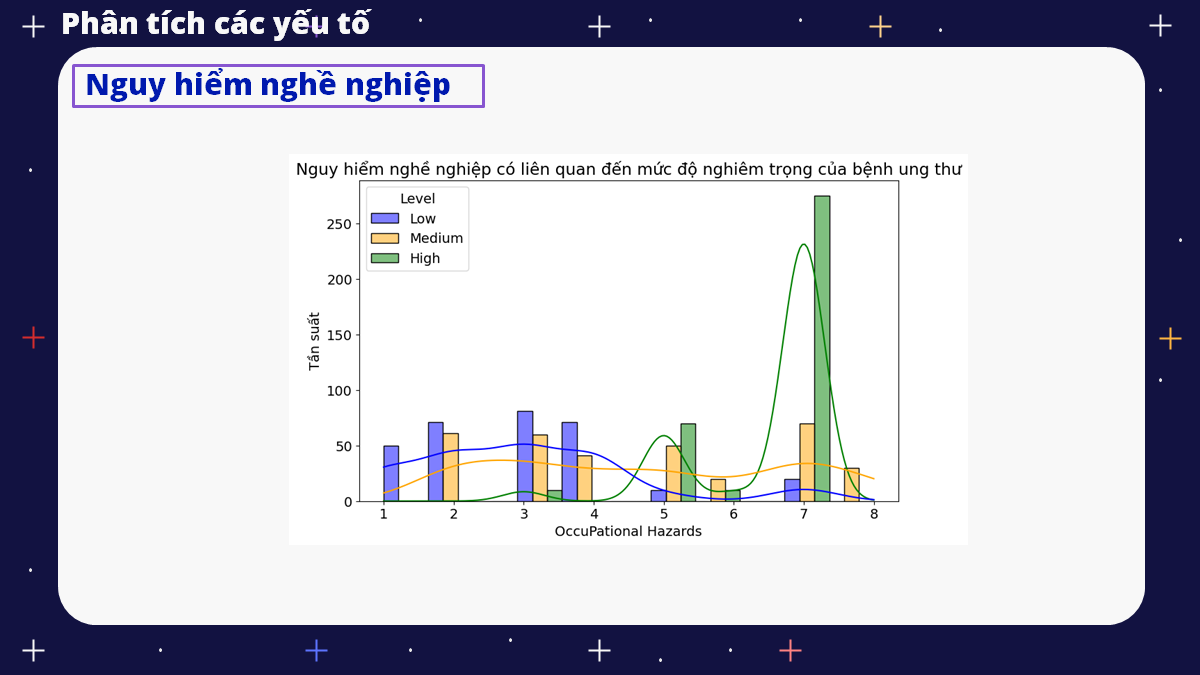 Phân tích các yếu tố
Nguy hiểm nghề nghiệp
Nguy hiểm nghề nghiệp có liên quan đến mức độ nghiêm trọng của bệnh ung thư
Level
Low
Medium
High
250
200
150
100
50
0
Tần suất
1 2 3 4 5 6 7 8
OccuPational Hazards